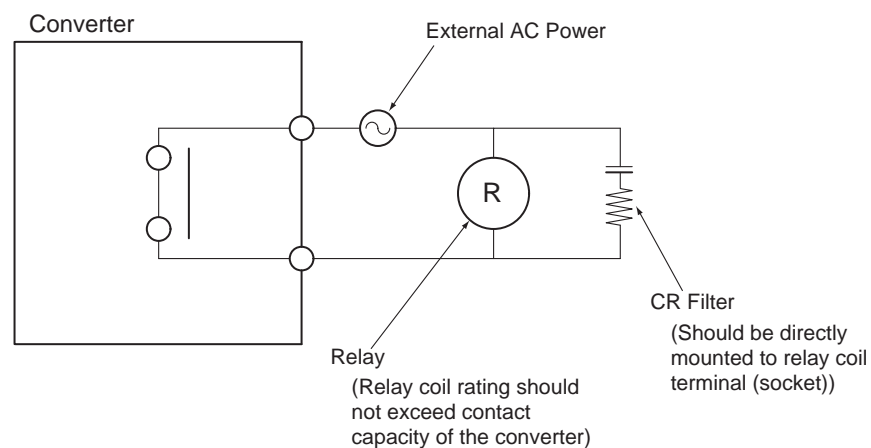 Converter
External AC Power
R
CR Filter
(Should be directly
mounted to relay coil
terminal (socket))
Relay
(Relay coil rating should
not exceed contact
capacity of the converter)